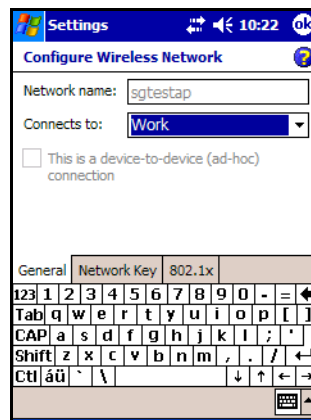 Settings 10:22 ok
Configure Wireless Network ?
Network name: sgtestap
Connects to: Work
This is a device-to-device (ad-hoc)
connection
General Network Key 802.1x
123 1 2 3 4 5 6 7 8 9 0 - = ←
Tab q w e r t y u i o p [ ]
CAP a s d f g h j k l ; '
Shift z x c v b n m , . / ↵
Ctl áü ` \ ↓ ↑ ← →